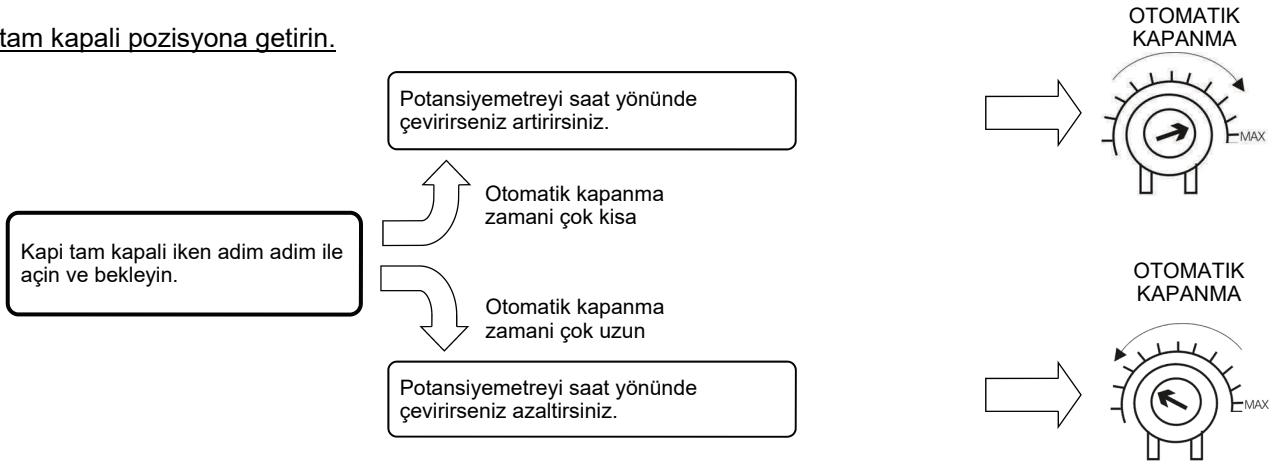 tam kapali pozisyona getirin.
OTOMATIK
KAPANMA
Potansiyemetreyi saat yönünde
çevirirseniz artirirsiniz.
MAX
Otomatik kapanma
zamani çok kisa
Kapi tam kapali iken adim adim ile
açin ve bekleyin.
OTOMATIK
KAPANMA
Otomatik kapanma
zamani çok uzun
Potansiyemetreyi saat yönünde
çevirirseniz azaltirsiniz.
MAX